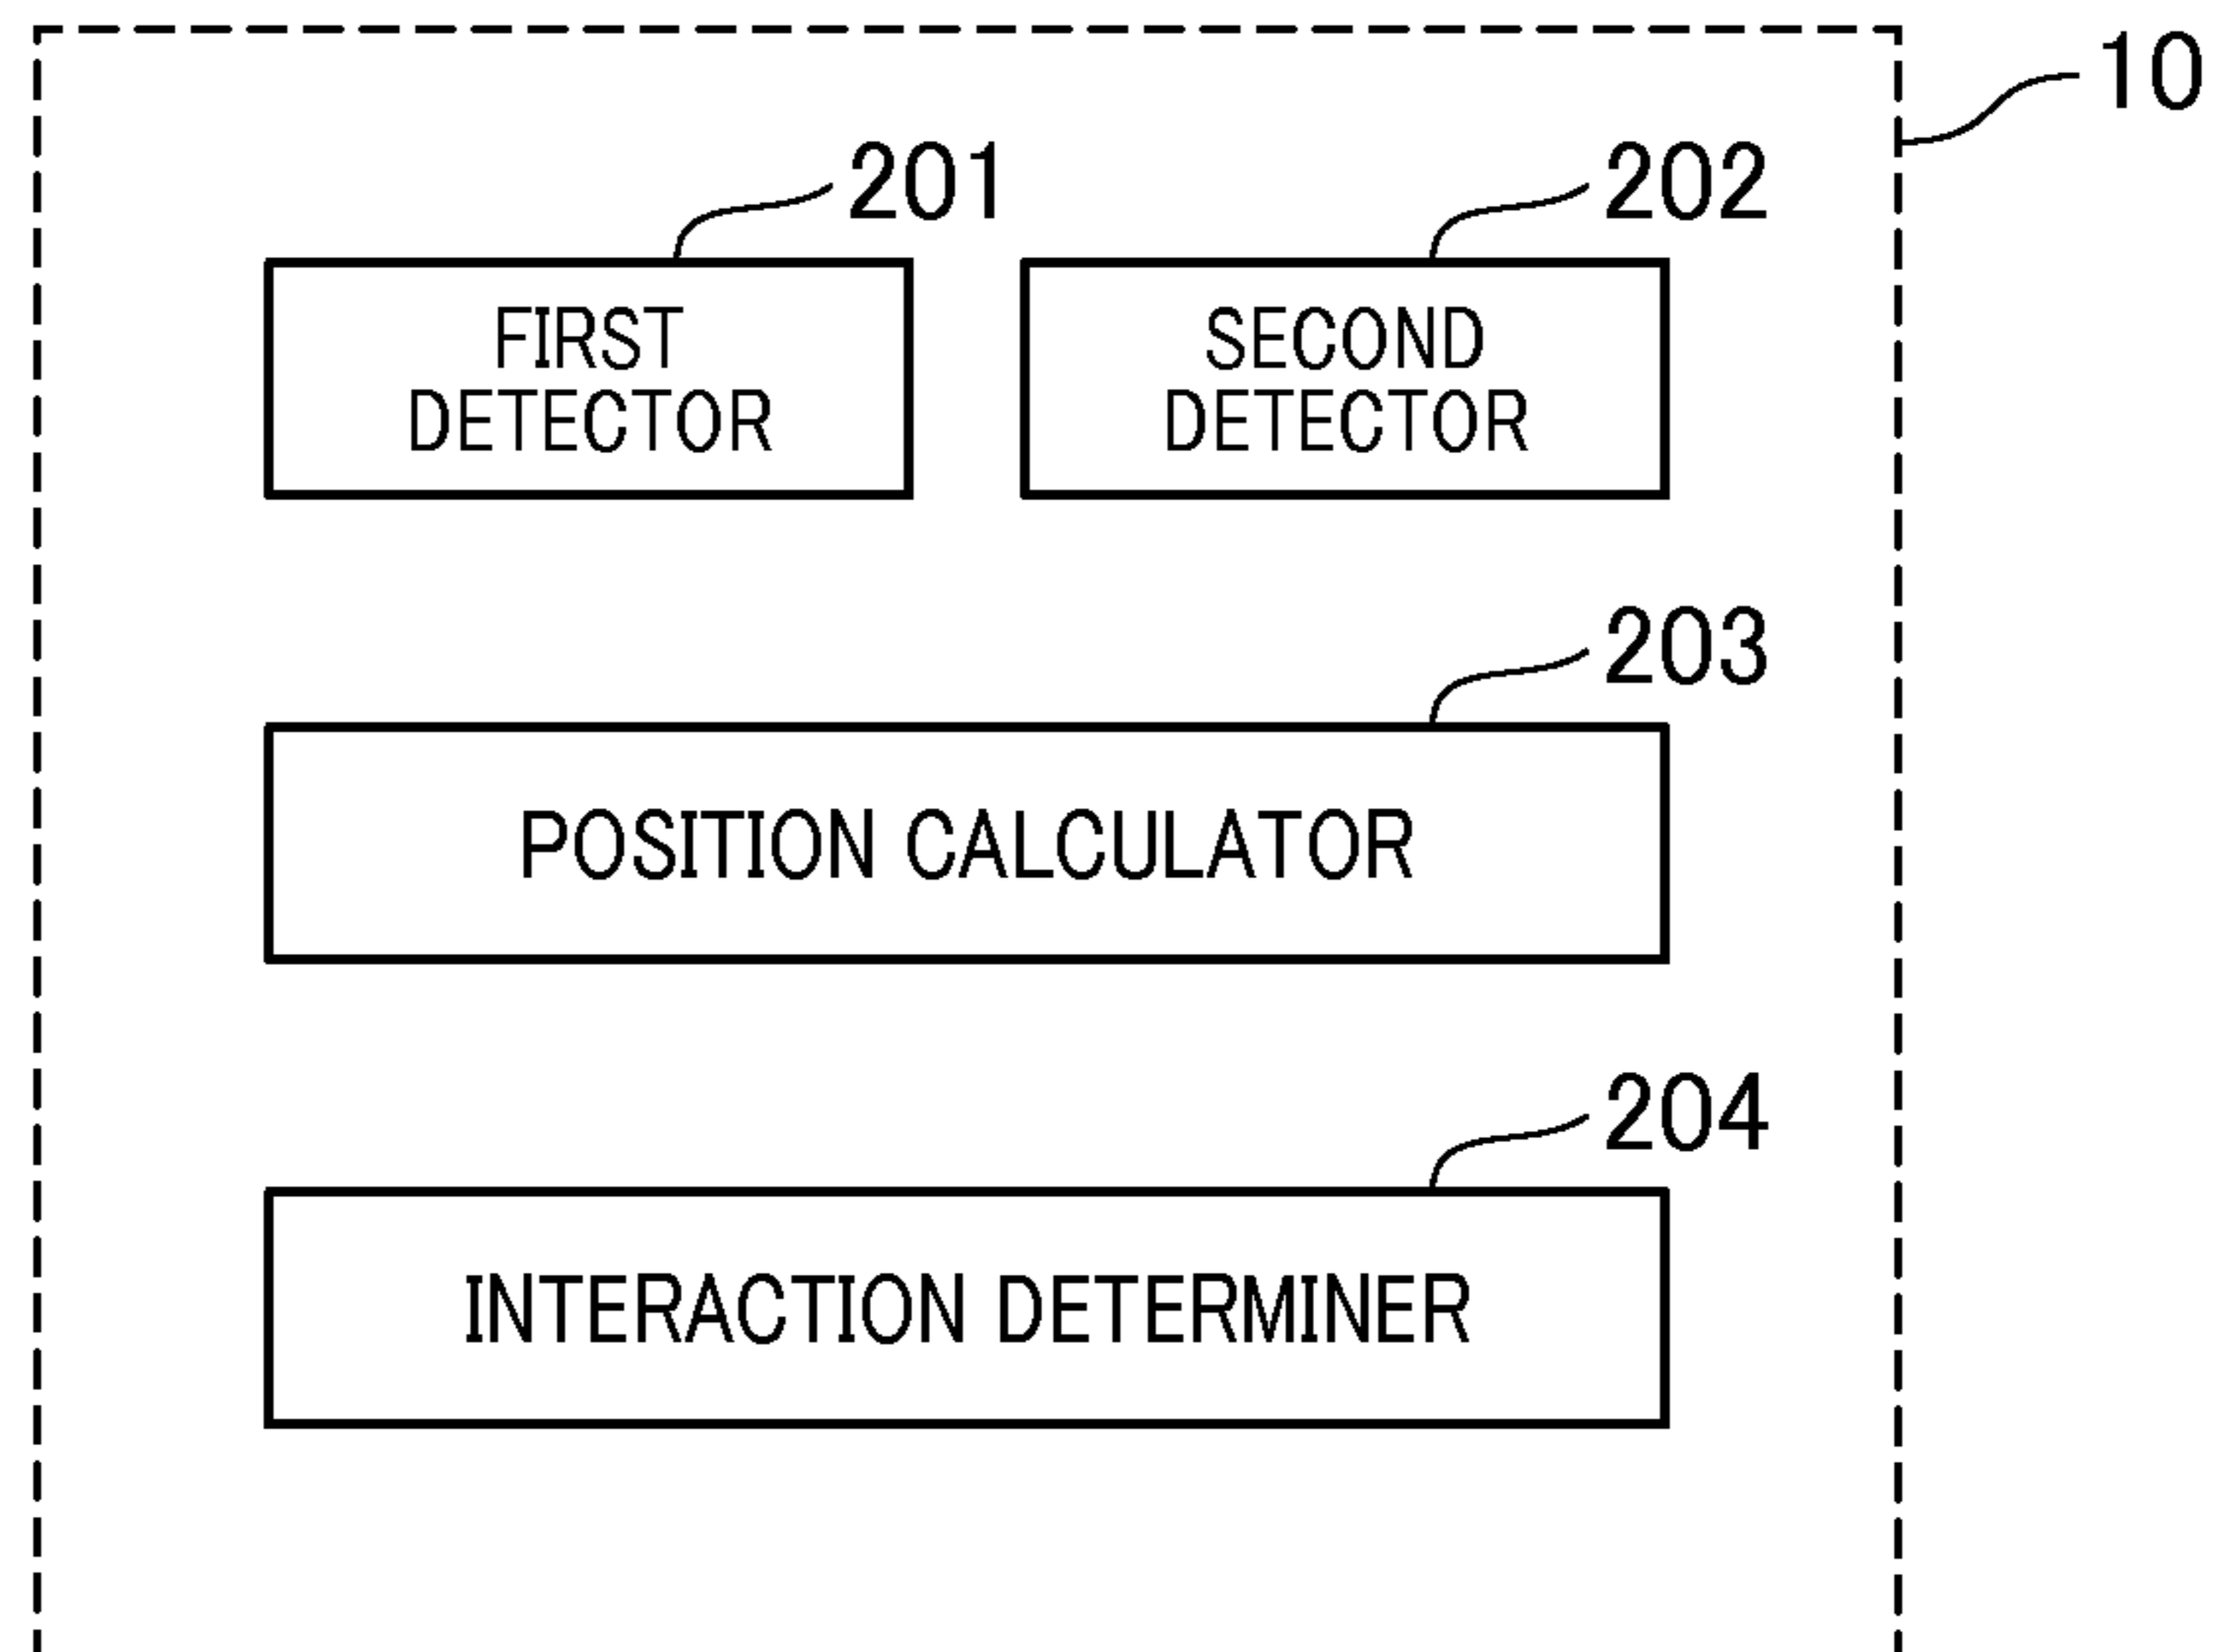 10
201
202
FIRST
DETECTOR
SECOND
DETECTOR
203
POSITION CALCULATOR
204
INTERACTION DETERMINER